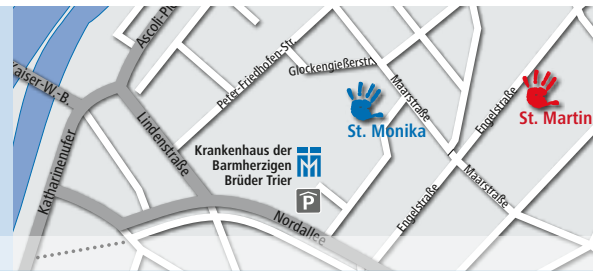 Ascoli-Pi
Kaiser-W.-B.
Katharinenufer
Lindenstraße
Peter-Friedhofen-Str.
Glockengießerstr.
Maarstraße
Engelstraße
St. Monika
St. Martin
Krankenhaus der
Barmherzigen
Brüder Trier
P
Maarstraße
Engelstraße
Nordallee